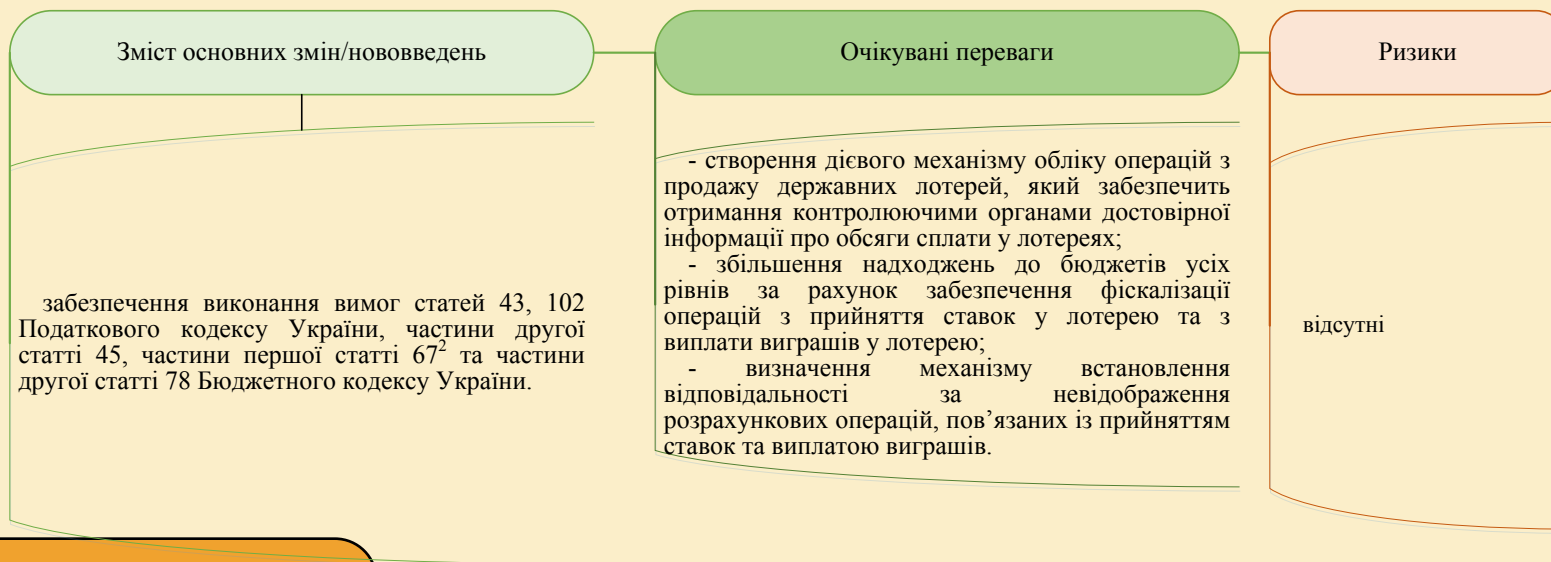 Зміст основних змін/нововведень
Очікувані переваги
Ризики
забезпечення виконання вимог статей 43, 102
Податкового кодексу України, частини другої
статті 45, частини першої статті 67² та частини
другої статті 78 Бюджетного кодексу України.
- створення дієвого механізму обліку операцій з
продажу державних лотерей, який забезпечить
отримання контролюючими органами достовірної
інформації про обсяги сплати у лотереях;
- збільшення надходжень до бюджетів усіх
рівнів за рахунок забезпечення фіскалізації
операцій з прийняття ставок у лотерею та з
виплати виграшів у лотерею;
- визначення механізму встановлення
відповідальності за невідображення
розрахункових операцій, пов’язаних із прийняттям
ставок та виплатою виграшів.
відсутні